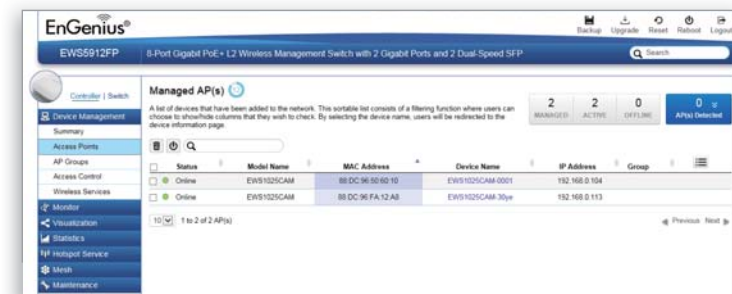 EnGenius®
Backup Upgrade Reset Reboot Logout
EWS5912FP 8-Port Gigabit PoE+ L2 Wireless Management Switch with 2 Gigabit Ports and 2 Dual-Speed SFP Search
Controller | Switch
Managed AP(s)
A list of devices that have been added to the network. This sortable list consists of a filtering function where users can
choose to show/hide columns that they wish to check. By selecting the device name, users will be redirected to the
device information page.
2 MANAGED
2 ACTIVE
0 OFFLINE
0 AP(s) Detected
Device Management
Summary
Access Points
AP Groups
Access Control
Wireless Services
Monitor
Visualization
Statistics
Hotspot Service
Mesh
Maintenance
Status Model Name MAC Address Device Name IP Address Group
Online EWS1025CAM 88:DC:96:50:60:10 EWS1025CAM-0001 192.168.0.104
Online EWS1025CAM 88:DC:96:FA:12:A8 EWS1025CAM-30ye 192.168.0.113
10 1 to 2 of 2 AP(s) Previous Next